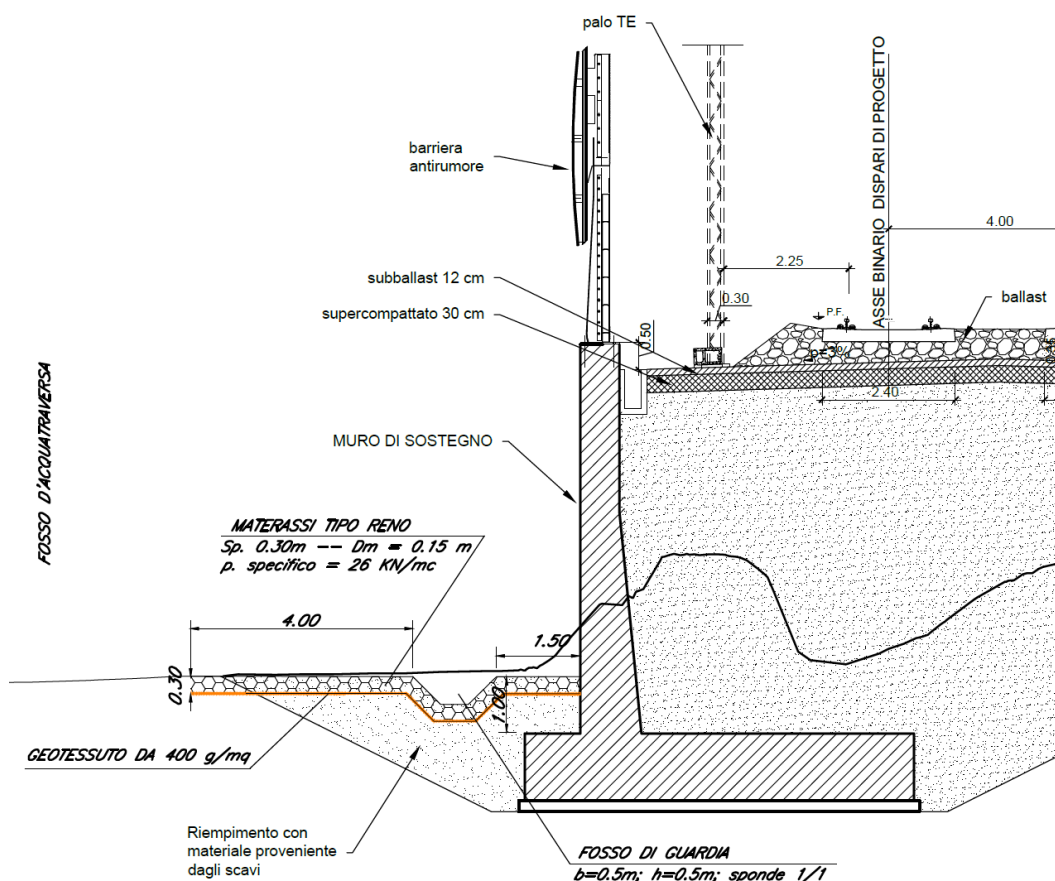 palo TE
barriera
antirumore
ASSE BINARIO DISPARI DI PROGETTO
4.00
2.25
subballast 12 cm
0.30
ballast
supercompattato 30 cm
P.F.
0.50
p=3%
2.40
FOSSO D'ACQUATRAVERSA
MURO DI SOSTEGNO
MATERASSI TIPO RENO
Sp. 0.30m -- Dm = 0.15 m
p. specifico = 26 KN/mc
4.00
1.50
0.30
1.00
GEOTESSUTO DA 400 g/mq
Riempimento con
materiale proveniente
dagli scavi
FOSSO DI GUARDIA
b=0.5m; h=0.5m; sponde 1/1